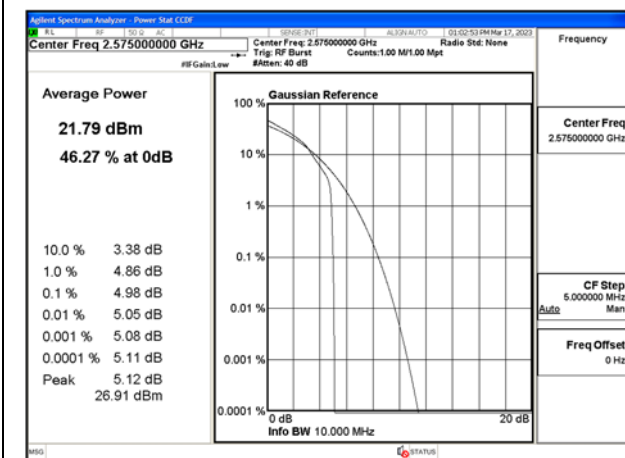 Agilent Spectrum Analyzer - Power Stat CCDF
RL RF 50 Ω AC SENSE:INT ALIGN AUTO 01:02:53 PM Mar 17, 2023
Center Freq 2.575000000 GHz
Center Freq: 2.575000000 GHz Radio Std: None
Trig: RF Burst Counts:1.00 M/1.00 Mpt
#IFGain:Low #Atten: 40 dB
Frequency
Average Power
21.79 dBm
46.27 % at 0dB
10.0 % 3.38 dB
1.0 % 4.86 dB
0.1 % 4.98 dB
0.01 % 5.05 dB
0.001 % 5.08 dB
0.0001 % 5.11 dB
Peak 5.12 dB
26.91 dBm
Gaussian Reference
100 %
10 %
1 %
0.1 %
0.01 %
0.001 %
0.0001 %
0 dB 20 dB
Info BW 10.000 MHz
Center Freq
2.575000000 GHz
CF Step
5.000000 MHz
Auto Man
Freq Offset
0 Hz
MSG STATUS